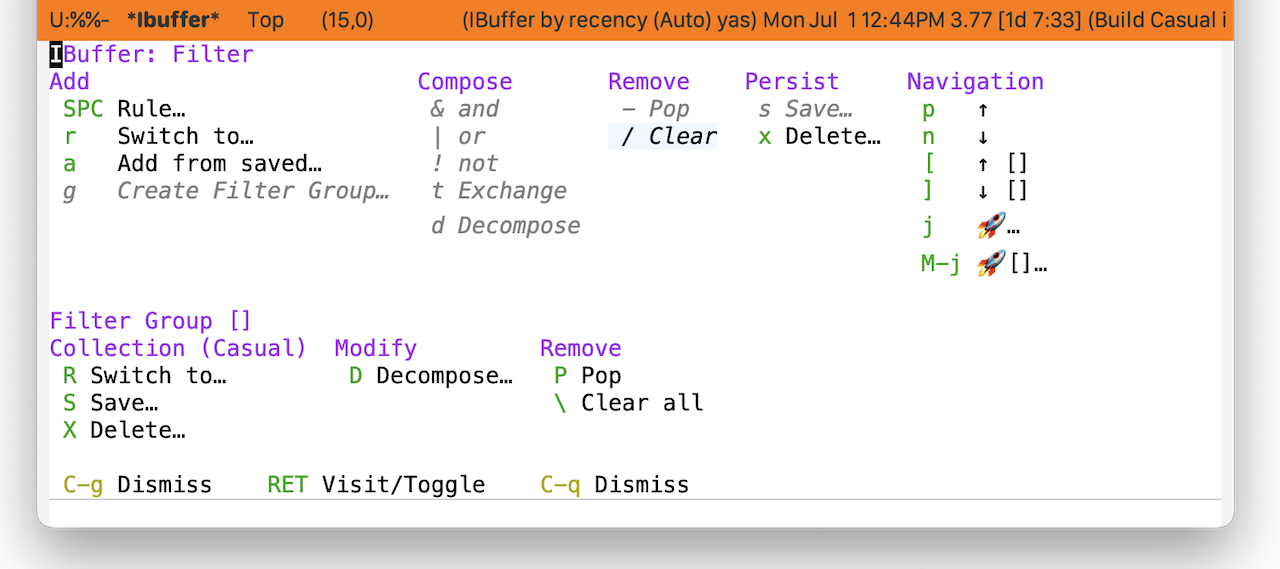 U:%%- *Ibuffer* Top (15,0) (IBuffer by recency (Auto) yas) Mon Jul 1 12:44PM 3.77 [1d 7:33] (Build Casual i
IBuffer: Filter
Add Compose Remove Persist Navigation
SPC Rule… & and – Pop s Save… p ↑
r Switch to… | or / Clear x Delete… n ↓
a Add from saved… ! not [ ↑ []
g Create Filter Group… t Exchange ] ↓ []
d Decompose j 🚀…
M–j 🚀[]…
Filter Group []
Collection (Casual) Modify Remove
R Switch to… D Decompose… P Pop
S Save… \ Clear all
X Delete…
C–g Dismiss RET Visit/Toggle C–q Dismiss